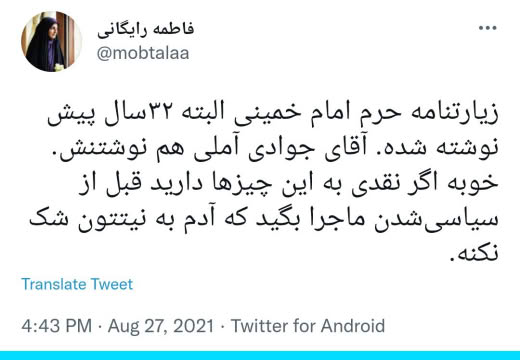 فاطمه رایگانی
@mobtalaa
زیارتنامه حرم امام خمینی البته ۳۲سال پیش
نوشته شده. آقای جوادی آملی هم نوشتنش.
خوبه اگر نقدی به این چیزها دارید قبل از
سیاسی‌شدن ماجرا بگید که آدم به نیتتون شک
نکنه.
Translate Tweet
4:43 PM · Aug 27, 2021 · Twitter for Android